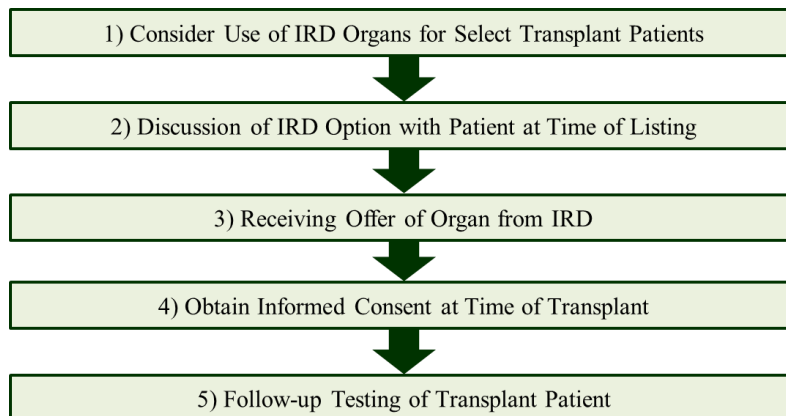 1) Consider Use of IRD Organs for Select Transplant Patients
2) Discussion of IRD Option with Patient at Time of Listing
3) Receiving Offer of Organ from IRD
4) Obtain Informed Consent at Time of Transplant
5) Follow-up Testing of Transplant Patient